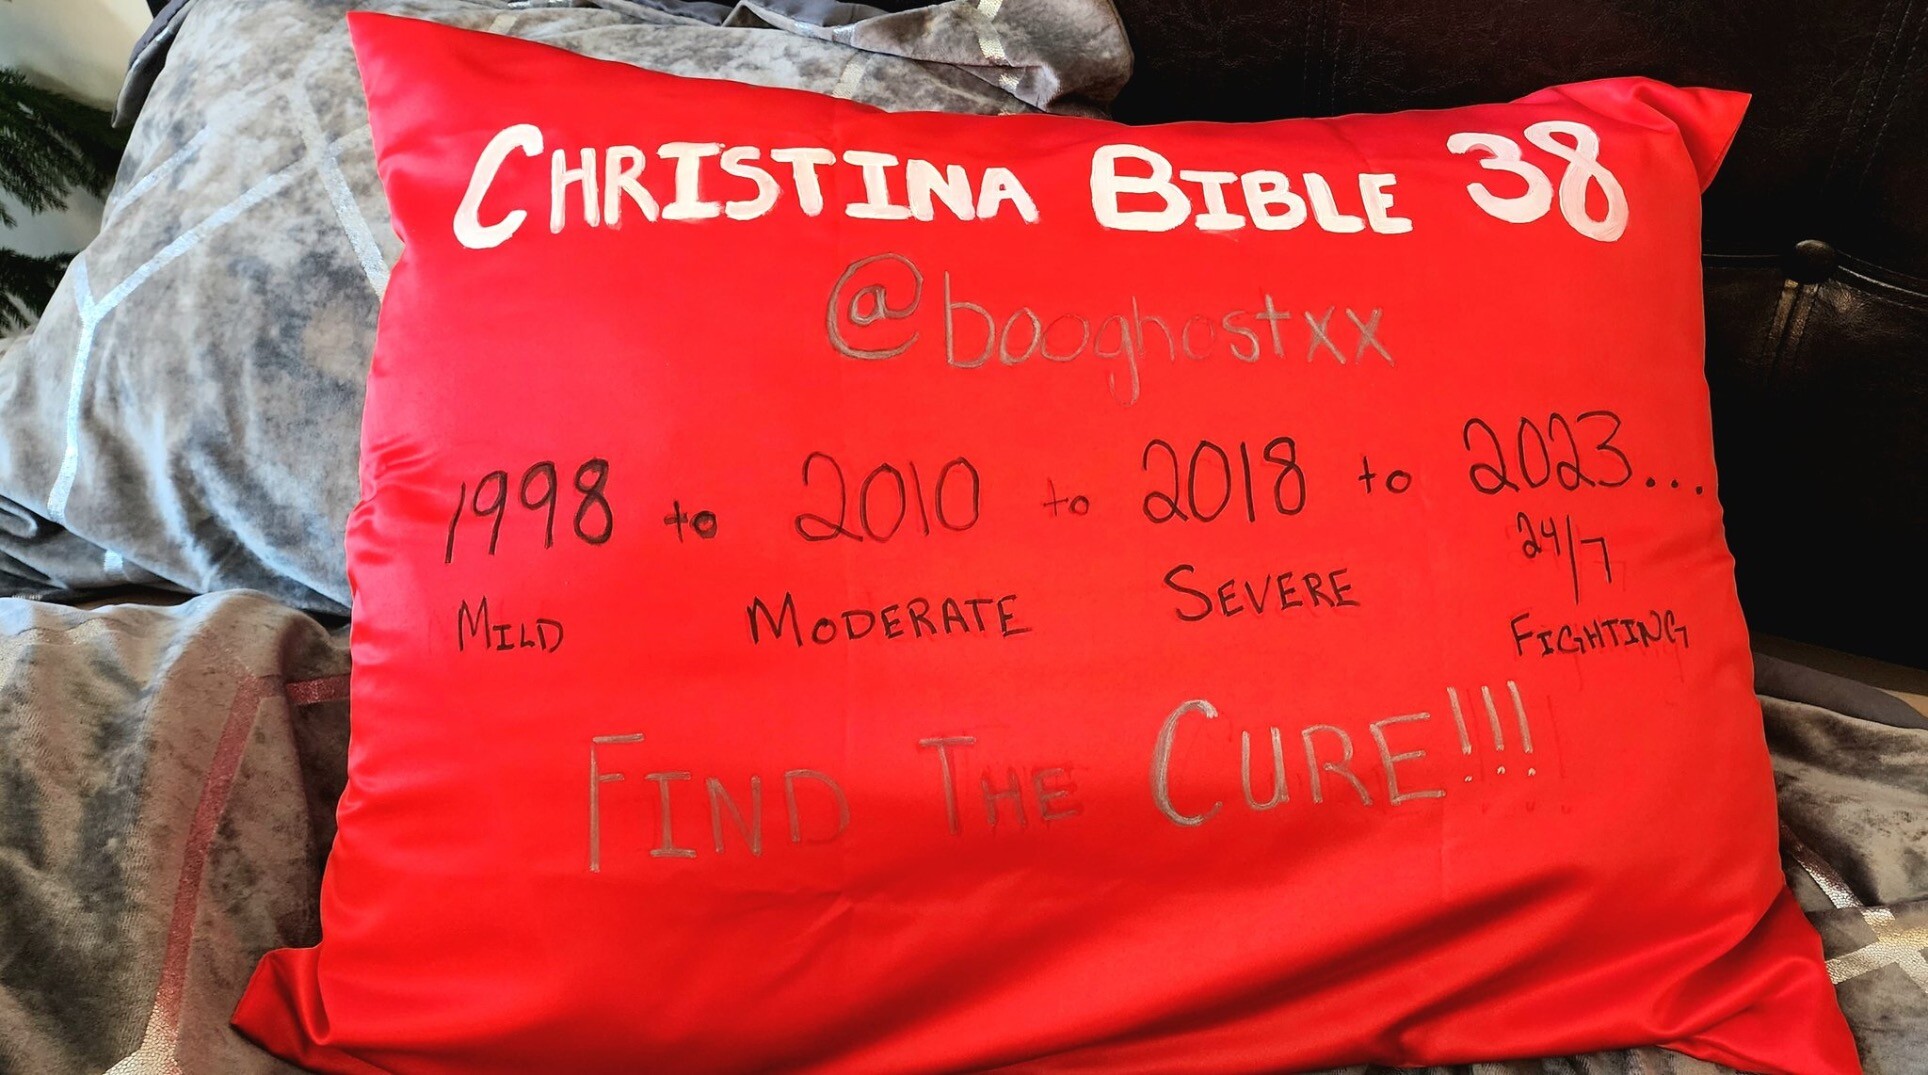 CHRISTINA BIBLE 38
@booghostxx
1998 to 2010 to 2018 to 2023...
MILD MODERATE SEVERE 24/7 FIGHTING
FIND THE CURE!!!